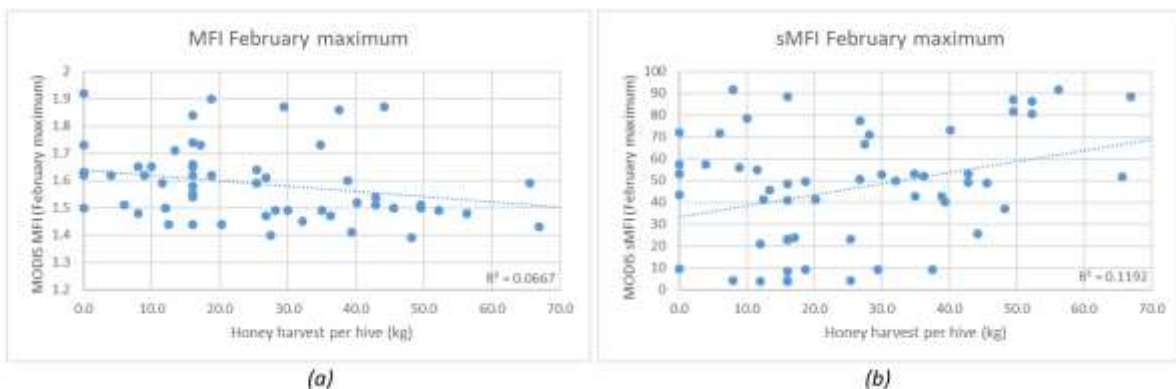 MFI February maximum
MODIS MFI (February maximum)
2
1.9
1.8
1.7
1.6
1.5
1.4
1.3
1.2
R² = 0.0667
0.0 10.0 20.0 30.0 40.0 50.0 60.0 70.0
Honey harvest per hive (kg)
(a)
sMFI February maximum
MODIS sMFI (February maximum)
100
90
80
70
60
50
40
30
20
10
0
R² = 0.1192
0.0 10.0 20.0 30.0 40.0 50.0 60.0 70.0
Honey harvest per hive (kg)
(b)